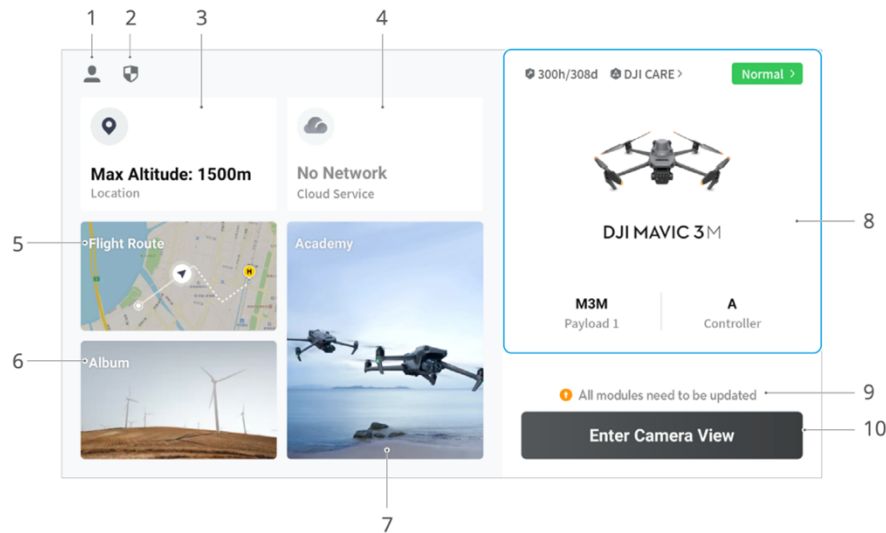 1
2
3
4
300h/308d DJI CARE >
Normal >
Max Altitude: 1500m
Location
No Network
Cloud Service
5
Flight Route
H
Academy
DJI MAVIC 3M
8
M3M
Payload 1
A
Controller
6
Album
All modules need to be updated
9
Enter Camera View
10
7